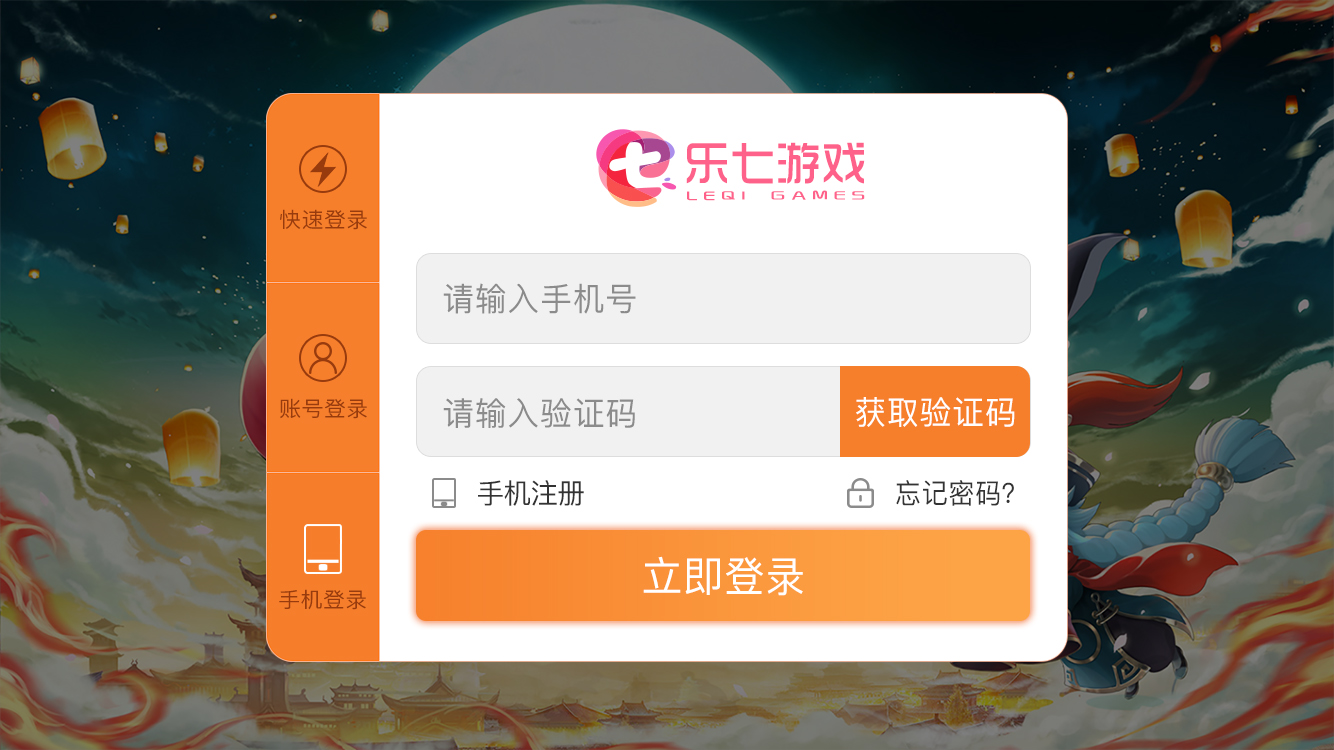 快速登录
账号登录
手机登录
乐七游戏
LEQI GAMES
请输入手机号
请输入验证码
获取验证码
手机注册
忘记密码?
立即登录